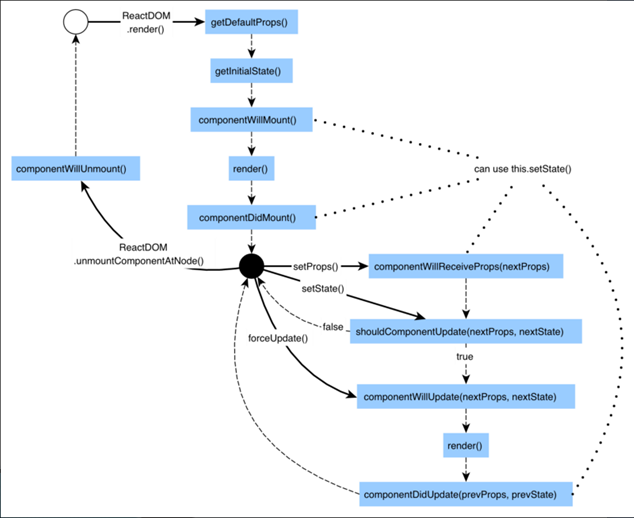 ReactDOM
.render()
getDefaultProps()
getInitialState()
componentWillMount()
componentWillUnmount()
render()
can use this.setState()
componentDidMount()
ReactDOM
.unmountComponentAtNode()
setProps()
componentWillReceiveProps(nextProps)
setState()
false
shouldComponentUpdate(nextProps, nextState)
forceUpdate()
true
componentWillUpdate(nextProps, nextState)
render()
componentDidUpdate(prevProps, prevState)